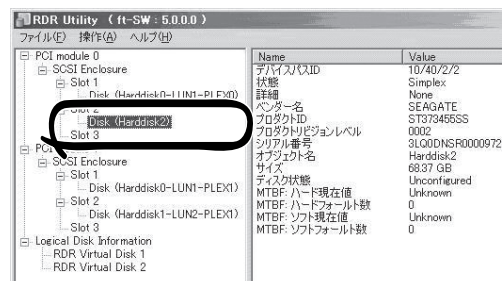 RDR Utility ( ft-SW : 5.0.0.0 )
ファイル(F) 操作(A) ヘルプ(H)
PCI module 0
SCSI Enclosure
Slot 1
Disk (Harddisk0-LUN1-PLEX0)
Slot 2
Disk (Harddisk2)
Slot 3
PCI
SCSI Enclosure
Slot 1
Disk (Harddisk0-LUN1-PLEX1)
Slot 2
Disk (Harddisk1-LUN2-PLEX1)
Slot 3
Logical Disk Information
RDR Virtual Disk 1
RDR Virtual Disk 2
Name Value
デバイスパスID 10/40/2/2
状態 Simplex
詳細 None
ベンダー名 SEAGATE
プロダクトID ST373455SS
プロダクトリビジョンレベル 0002
シリアル番号 3LQ0DNSR0000972
オブジェクト名 Harddisk2
サイズ 68.37 GB
ディスク状態 Unconfigured
MTBF: ハード現在値 Unknown
MTBF: ハードフォールト数 0
MTBF: ソフト現在値 Unknown
MTBF: ソフトフォールト数 0